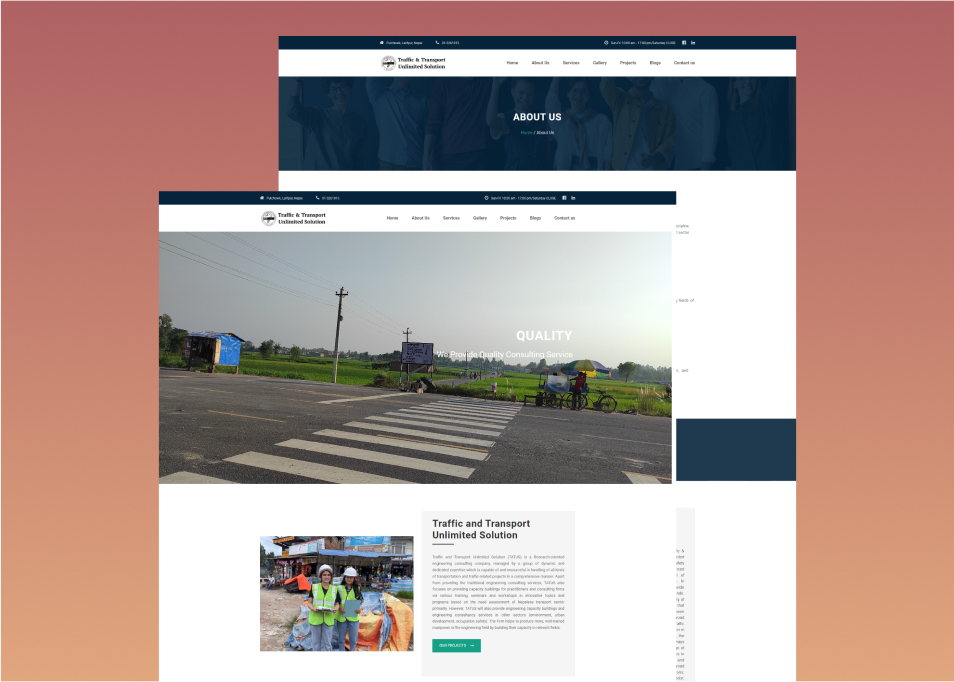 Lalitpur, Nepal
Sun-Fri 10:00 am - 17:00 pm/Saturday CLOSE
Traffic & Transport
Unlimited Solution
Home About Us Services Gallery Projects Blogs Contact us
ABOUT US
Home / About Us
Lalitpur, Nepal
Sun-Fri 10:00 am - 17:00 pm/Saturday CLOSE
Traffic & Transport
Unlimited Solution
Home About Us Services Gallery Projects Blogs Contact us
QUALITY
We Provide Quality Consulting Service
fields of
and
Traffic and Transport
Unlimited Solution
Traffic and Transport Unlimited Solution (TATUS) is a Research-oriented
engineering consulting company, managed by a group of dynamic and
dedicated expertise which is capable of and resourceful in handling of all kinds
of transportation and traffic related projects in a comprehensive manner. Apart
from providing the traditional engineering consulting services, TATUS also
focuses on providing capacity buildings for practitioners and consulting firms
via various training, seminars and workshops in innovative topics and
programs based on the need assessment of Nepalese transport sector
primarily. However, TATUS will also provide engineering capacity buildings and
engineering consultancy services in other sectors (environment, urban
development, occupation safety). The firm helps to produce more, well-trained
manpower in the engineering field by building their capacity in relevant fields.
OUR PROJECTS